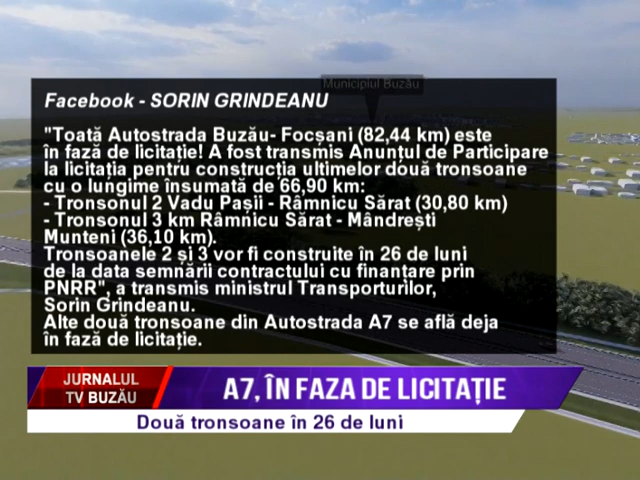 Municipiul Buzău
Facebook - SORIN GRINDEANU
"Toată Autostrada Buzău- Focșani (82,44 km) este
în fază de licitație! A fost transmis Anunțul de Participare
la licitația pentru construcția ultimelor două tronsoane
cu o lungime însumată de 66,90 km:
- Tronsonul 2 Vadu Pașii - Râmnicu Sărat (30,80 km)
- Tronsonul 3 km Râmnicu Sărat - Mândrești
Munteni (36,10 km).
Tronsoanele 2 și 3 vor fi construite în 26 de luni
de la data semnării contractului cu finanțare prin
PNRR", a transmis ministrul Transporturilor,
Sorin Grindeanu.
Alte două tronsoane din Autostrada A7 se află deja
în fază de licitație.
JURNALUL
TV BUZĂU
A7, ÎN FAZA DE LICITAȚIE
Două tronsoane în 26 de luni